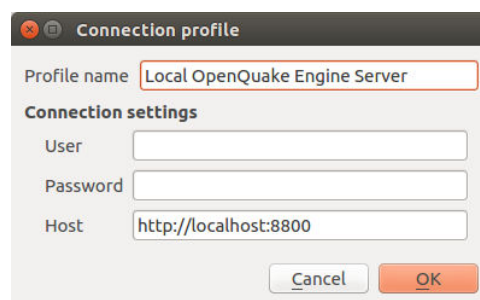 Connection profile
Profile name Local OpenQuake Engine Server
Connection settings
User
Password
Host http://localhost:8800
Cancel OK